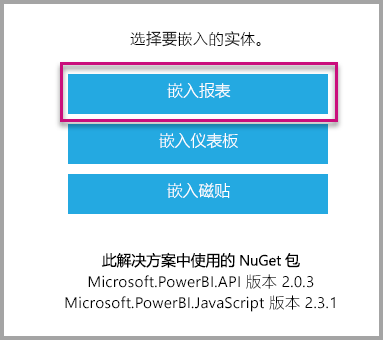 选择要嵌入的实体。
嵌入报表
嵌入仪表板
嵌入磁贴
此解决方案中使用的 NuGet 包
Microsoft.PowerBI.API 版本 2.0.3
Microsoft.PowerBI.JavaScript 版本 2.3.1